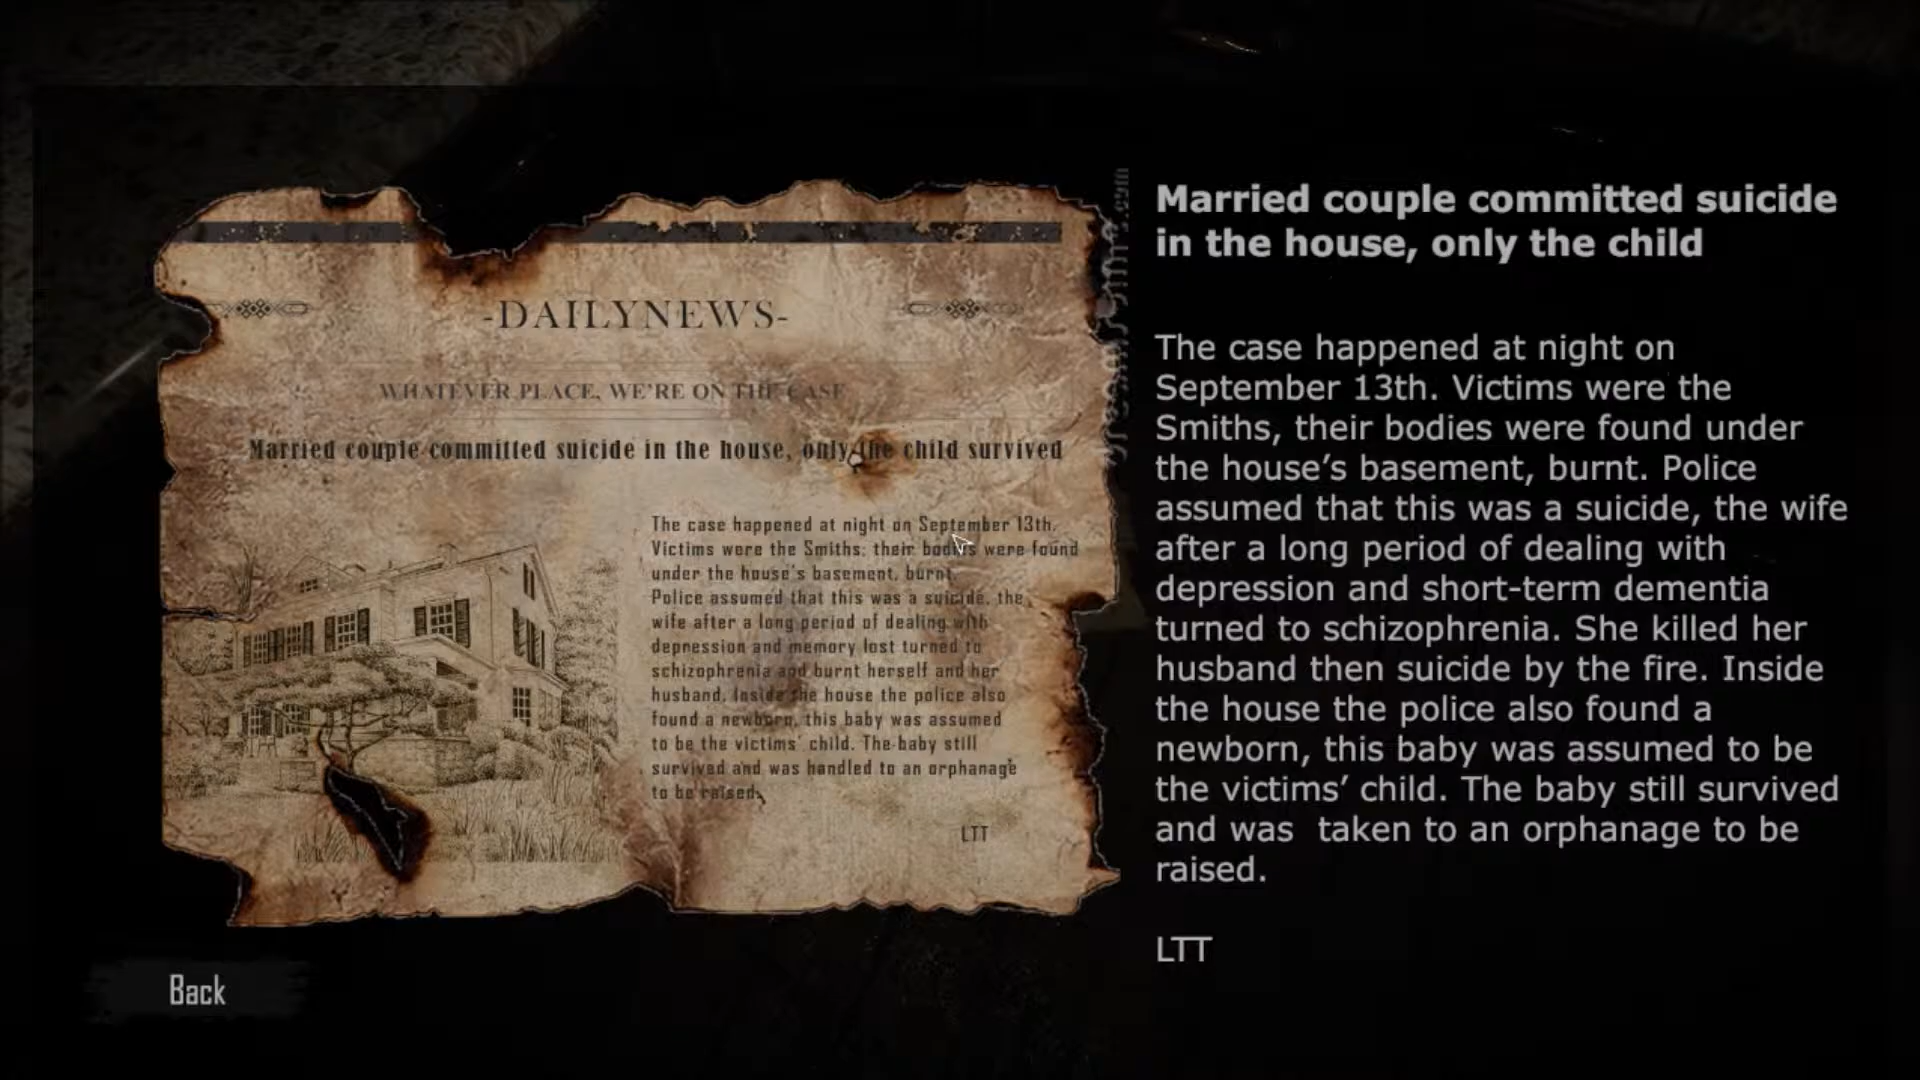 -DAILYNEWS-
WHATEVER PLACE, WE'RE ON THE CASE
Married couple committed suicide in the house, only the child survived
The case happened at night on September 13th.
Victims were the Smiths; their bodies were found
under the house's basement, burnt.
Police assumed that this was a suicide, the
wife after a long period of dealing with
depression and memory lost turned to
schizophrenia and burnt herself and her
husband. Inside the house the police also
found a newborn, this baby was assumed
to be the victims' child. The baby still
survived and was handled to an orphanage
to be raised.
LTT
Married couple committed suicide
in the house, only the child
The case happened at night on
September 13th. Victims were the
Smiths, their bodies were found under
the house’s basement, burnt. Police
assumed that this was a suicide, the wife
after a long period of dealing with
depression and short-term dementia
turned to schizophrenia. She killed her
husband then suicide by the fire. Inside
the house the police also found a
newborn, this baby was assumed to be
the victims’ child. The baby still survived
and was  taken to an orphanage to be
raised.
LTT
Back